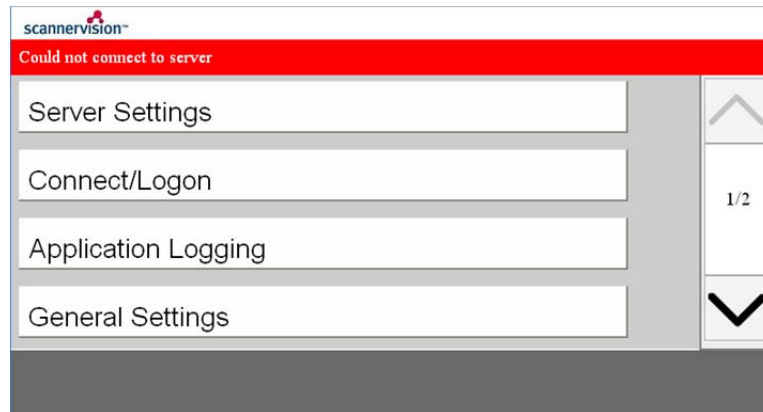 scannervision™
Could not connect to server
Server Settings
Connect/Logon
1/2
Application Logging
General Settings